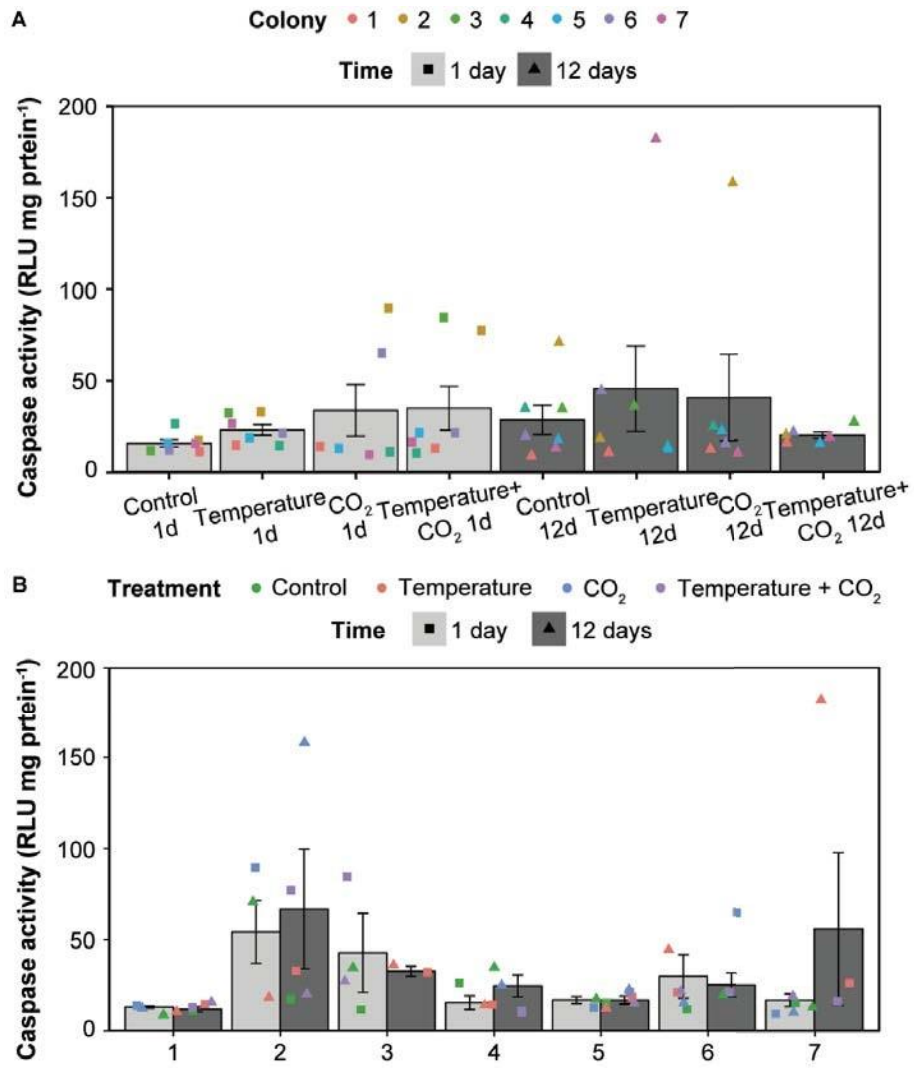 A
Colony 1 2 3 4 5 6 7
Time 1 day 12 days
Caspase activity (RLU mg prtein⁻¹)
200
150
100
50
0
Control 1d
Temperature 1d
CO₂ 1d
Temperature+ CO₂ 1d
Control 12d
Temperature 12d
CO₂ 12d
Temperature+ CO₂ 12d
B
Treatment Control Temperature CO₂ Temperature + CO₂
Time 1 day 12 days
Caspase activity (RLU mg prtein⁻¹)
200
150
100
50
0
1 2 3 4 5 6 7